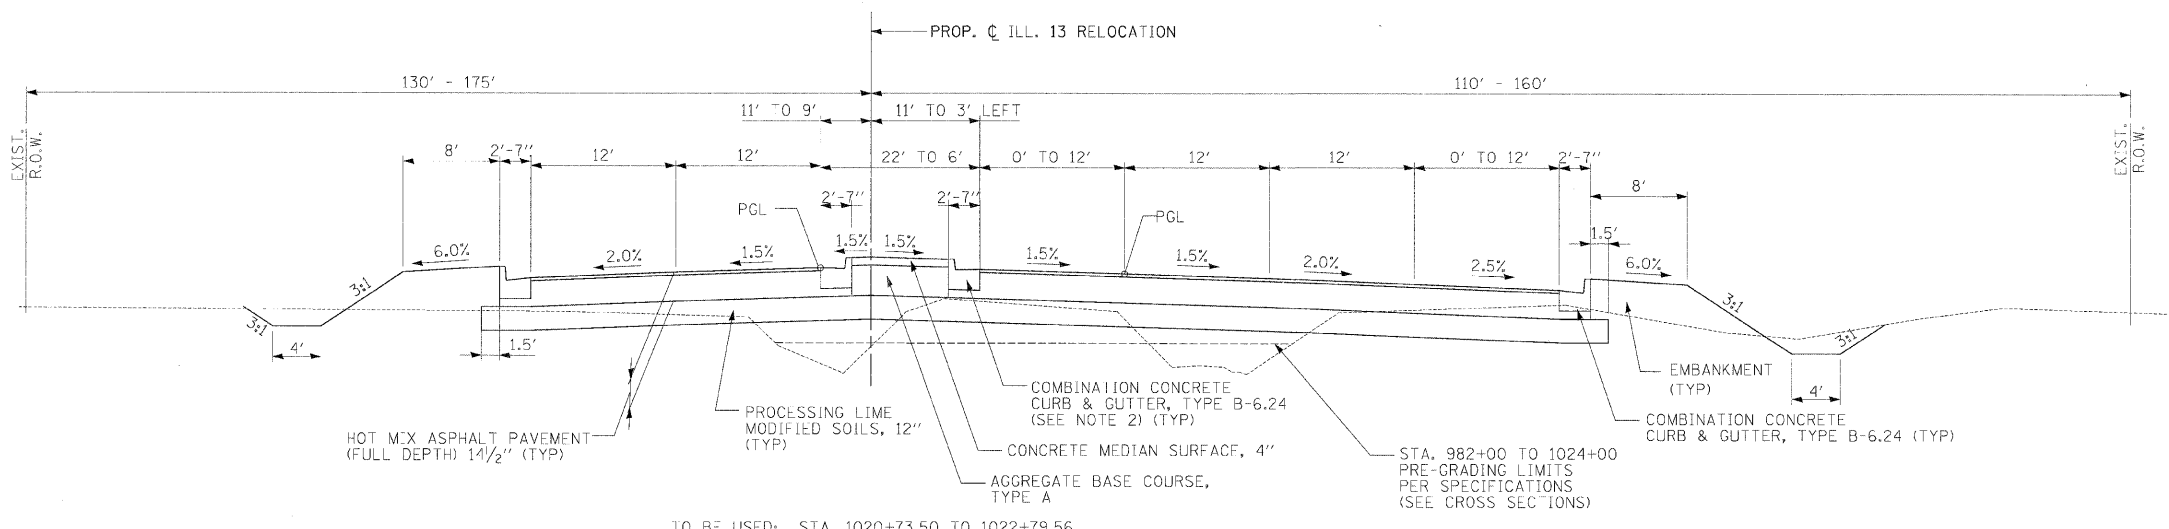 PROP. ℄ ILL. 13 RELOCATION
130' - 175'
110' - 160'
11' TO 9'
11' TO 3' LEFT
EXIST.
R.O.W.
8'
2'-7"
12'
12'
22' TO 6'
0' TO 12'
12'
12'
0' TO 12'
2'-7"
EXIST.
R.O.W.
8'
2'-7"
2'-7"
PGL
PGL
1.5'
6.0%
2.0%
1.5%
1.5%
1.5%
1.5%
1.5%
2.0%
2.5%
6.0%
3:1
3:1
3:1
3:1
4'
1.5'
4'
HOT MIX ASPHALT PAVEMENT
(FULL DEPTH) 14 1/2" (TYP)
PROCESSING LIME
MODIFIED SOILS, 12"
(TYP)
COMBINATION CONCRETE
CURB & GUTTER, TYPE B-6.24
(SEE NOTE 2) (TYP)
CONCRETE MEDIAN SURFACE, 4"
AGGREGATE BASE COURSE,
TYPE A
EMBANKMENT
(TYP)
COMBINATION CONCRETE
CURB & GUTTER, TYPE B-6.24 (TYP)
STA. 982+00 TO 1024+00
PRE-GRADING LIMITS
PER SPECIFICATIONS
(SEE CROSS SECTIONS)
TO BE USED: STA. 1020+73.50 TO 1022+79.56